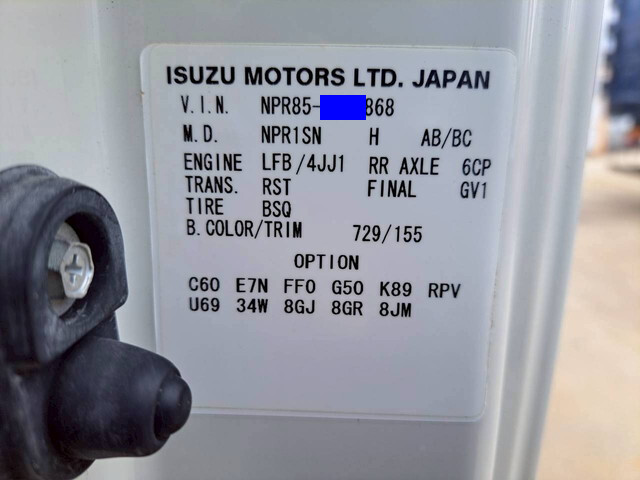 ISUZU MOTORS LTD. JAPAN
V.I.N. NPR85- 868
M.D. NPR1SN H AB/BC
ENGINE LFB/4JJ1 RR AXLE 6CP
TRANS. RST FINAL GV1
TIRE BSQ
B.COLOR/TRIM 729/155
OPTION
C60 E7N FF0 G50 K89 RPV
U69 34W 8GJ 8GR 8JM